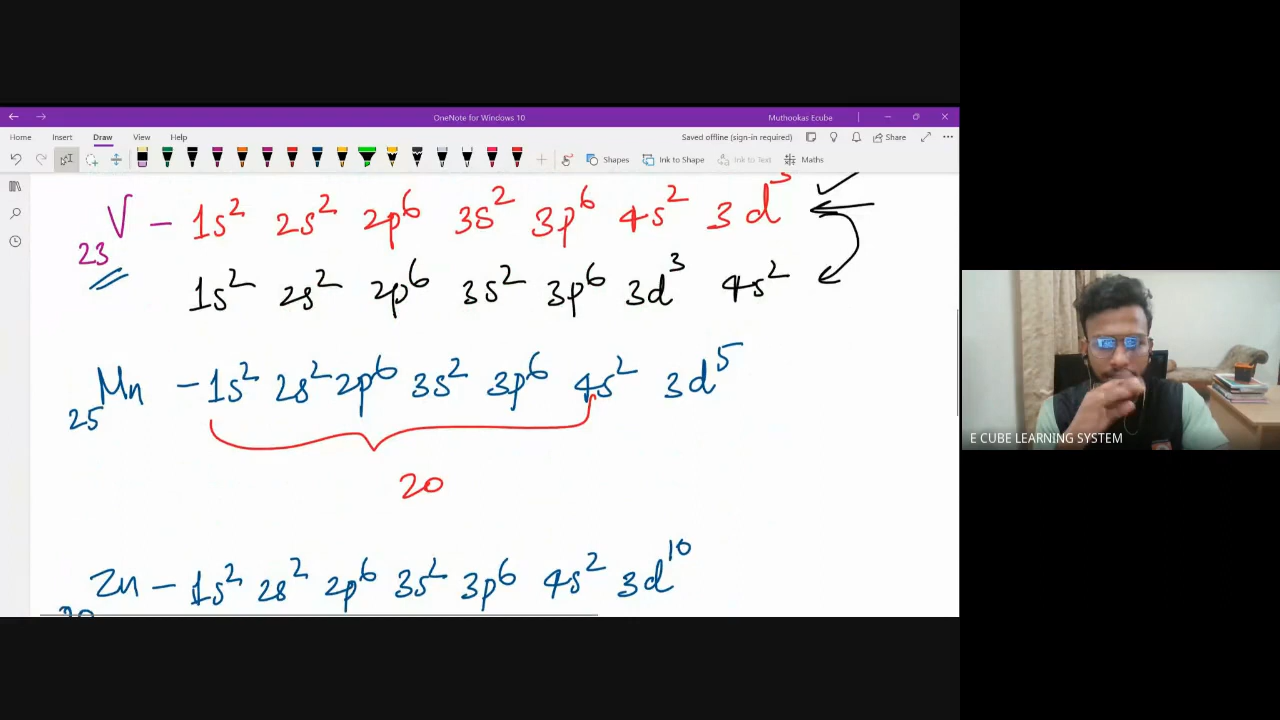 OneNote for Windows 10
Muthookas Ecube
Home Insert Draw View Help
Saved offline (sign-in required) Share
Shapes Ink to Shape Ink to Text Maths
23V - 1s² 2s² 2p⁶ 3s² 3p⁶ 4s² 3d³
1s² 2s² 2p⁶ 3s² 3p⁶ 3d³ 4s²
25Mn - 1s² 2s² 2p⁶ 3s² 3p⁶ 4s² 3d⁵
20
Zn - 1s² 2s² 2p⁶ 3s² 3p⁶ 4s² 3d¹⁰
E CUBE LEARNING SYSTEM